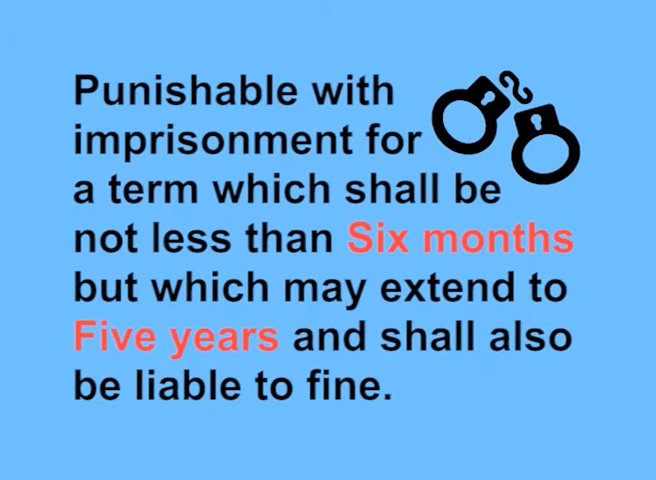 Punishable with
imprisonment for
a term which shall be
not less than Six months
but which may extend to
Five years and shall also
be liable to fine.